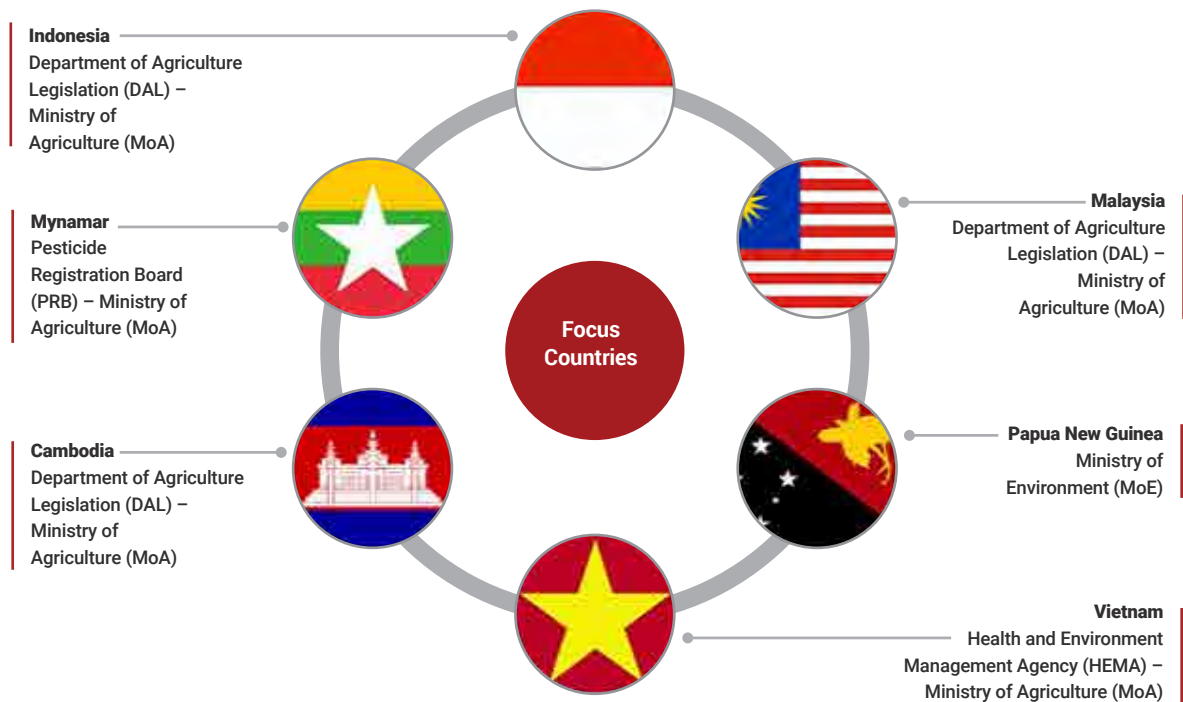 Indonesia
Department of Agriculture
Legislation (DAL) –
Ministry of
Agriculture (MoA)
Mynamar
Pesticide
Registration Board
(PRB) – Ministry of
Agriculture (MoA)
Cambodia
Department of Agriculture
Legislation (DAL) –
Ministry of
Agriculture (MoA)
Focus
Countries
Malaysia
Department of Agriculture
Legislation (DAL) –
Ministry of
Agriculture (MoA)
Papua New Guinea
Ministry of
Environment (MoE)
Vietnam
Health and Environment
Management Agency (HEMA) –
Ministry of Agriculture (MoA)